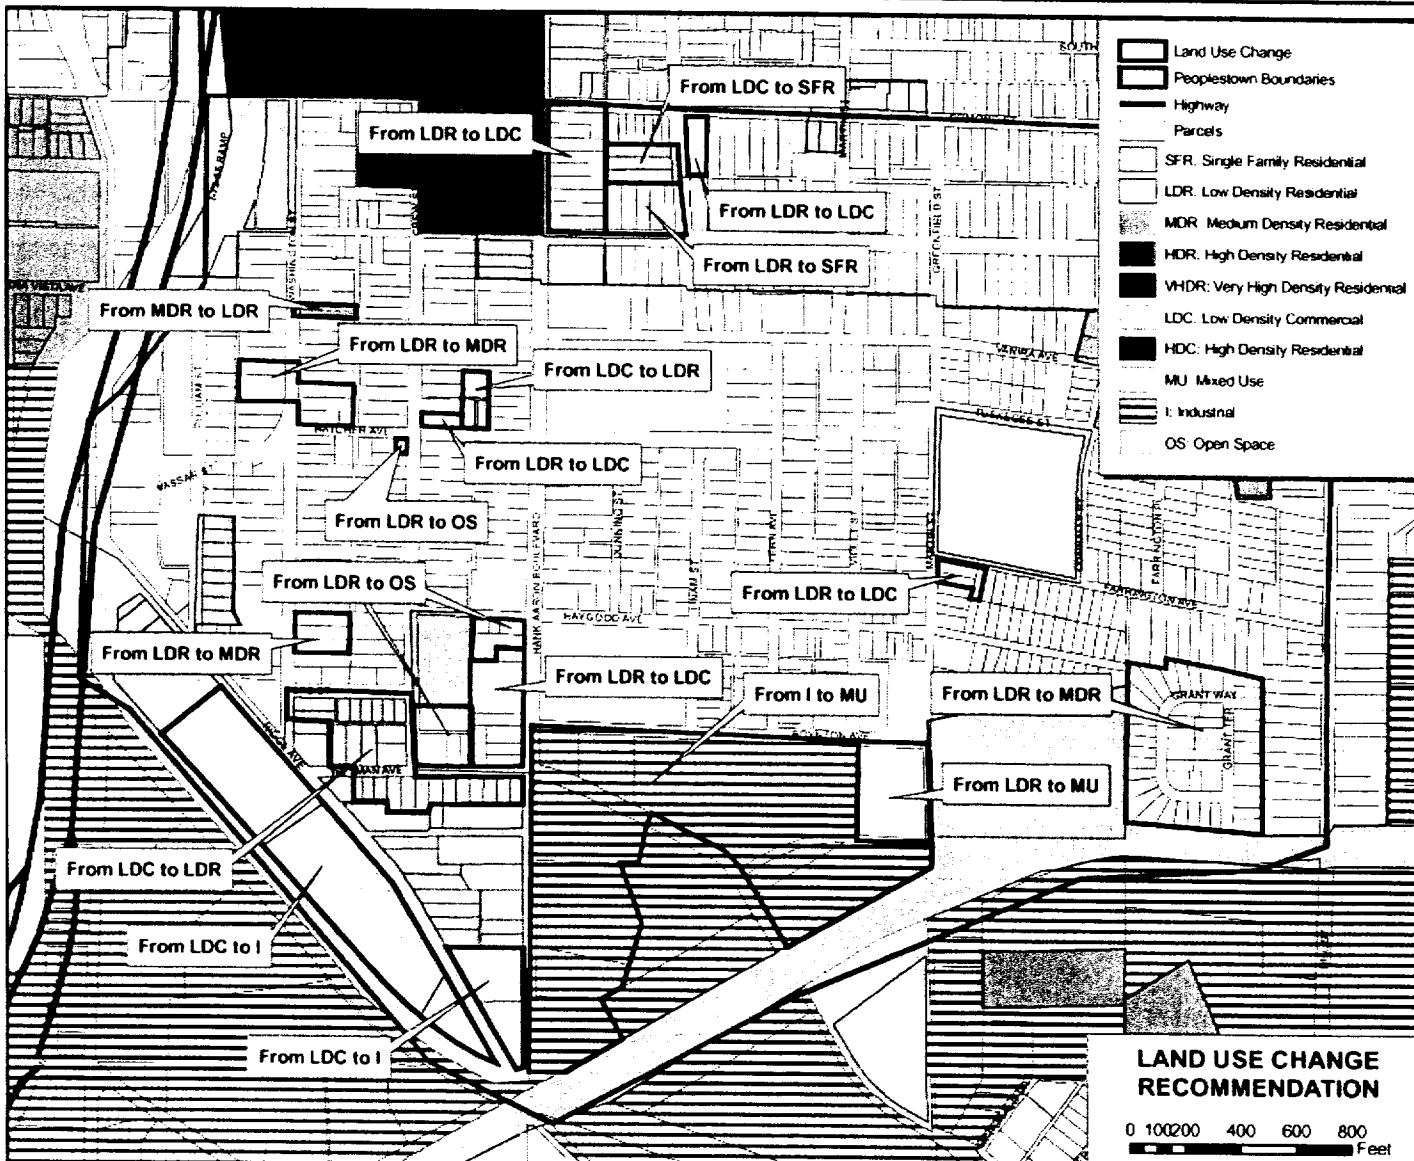 Land Use Change
Peoplestown Boundaries
Highway
Parcels
SFR. Single Family Residential
LDR. Low Density Residential
MDR Medium Density Residential
HDR. High Density Residential
VHDR: Very High Density Residential
LDC. Low Density Commercial
HDC: High Density Residential
MU Mixed Use
I: Industrial
OS Open Space
SOUTH
From LDC to SFR
From LDR to LDC
From LDR to LDC
From LDR to SFR
GREENFIELD ST
From MDR to LDR
From LDR to MDR
From LDC to LDR
VANIRA AVE
HATCHER AVE
From LDR to LDC
VASSAR ST
From LDR to OS
HANK AARON BOULEVARD
From LDR to OS
From LDR to LDC
HAYGOOD AVE
FARRINGTON AVE
From LDR to MDR
From LDR to LDC
From I to MU
From LDR to MDR
GRANT WAY
GRANT TER
BOYNTON AVE
From LDR to MU
From LDC to LDR
From LDC to I
From LDC to I
LAND USE CHANGE
RECOMMENDATION
0 100200 400 600 800
Feet